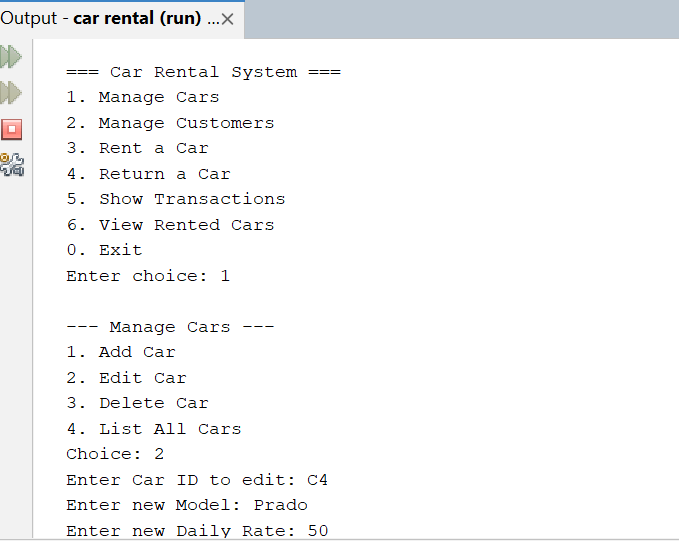 Output - car rental (run) ...×
=== Car Rental System ===
1. Manage Cars
2. Manage Customers
3. Rent a Car
4. Return a Car
5. Show Transactions
6. View Rented Cars
0. Exit
Enter choice: 1
--- Manage Cars ---
1. Add Car
2. Edit Car
3. Delete Car
4. List All Cars
Choice: 2
Enter Car ID to edit: C4
Enter new Model: Prado
Enter new Daily Rate: 50